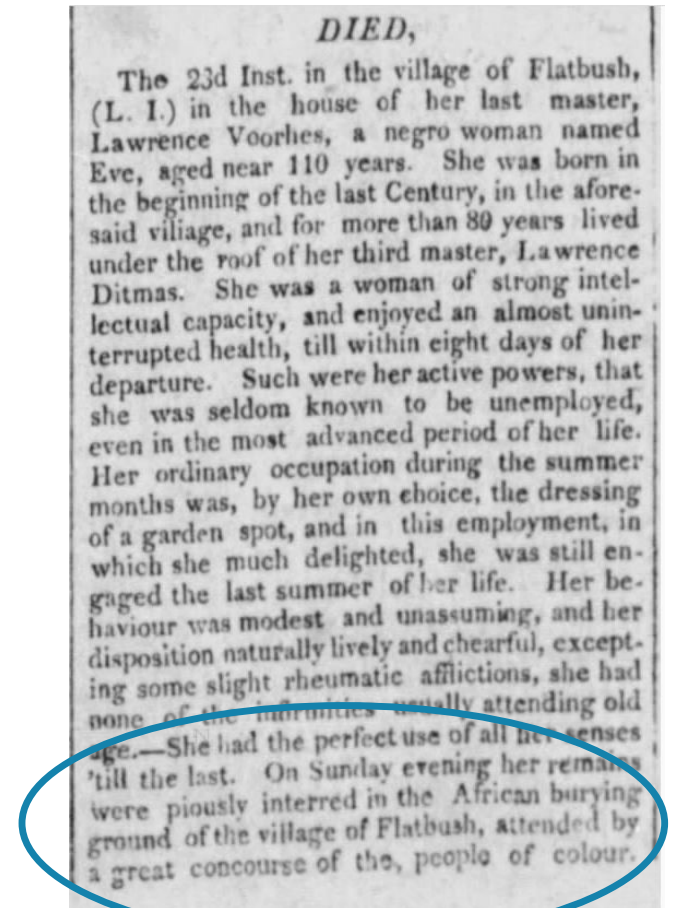 DIED,
The 23d Inst. in the village of Flatbush,
(L. I.) in the house of her last master,
Lawrence Voorhes, a negro woman named
Eve, aged near 110 years. She was born in
the beginning of the last Century, in the afore-
said viliage, and for more than 80 years lived
under the roof of her third master, Lawrence
Ditmas. She was a woman of strong intel-
lectual capacity, and enjoyed an almost unin-
terrupted health, till within eight days of her
departure. Such were her active powers, that
she was seldom known to be unemployed,
even in the most advanced period of her life.
Her ordinary occupation during the summer
months was, by her own choice, the dressing
of a garden spot, and in this employment, in
which she much delighted, she was still en-
gaged the last summer of her life. Her be-
haviour was modest and unassuming, and her
disposition naturally lively and chearful, except-
ing some slight rheumatic afflictions, she had
none of the infirmities usually attending old
age.—She had the perfect use of all her senses
'till the last. On Sunday evening her remains
were piously interred in the African burying
ground of the village of Flatbush, attended by
a great concourse of the, people of colour.